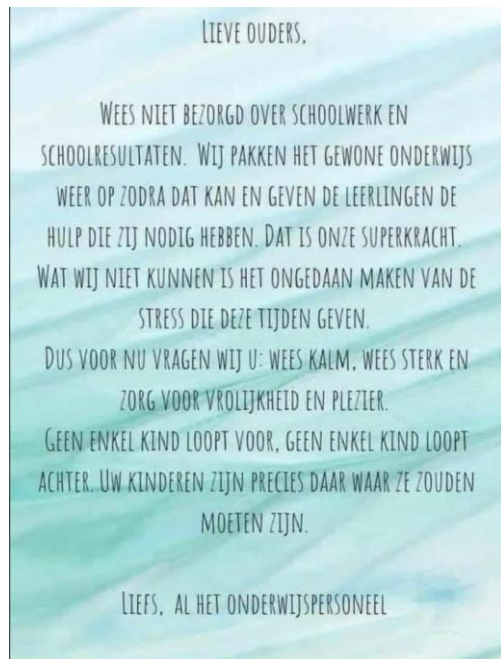 LIEVE OUDERS,
WEES NIET BEZORGD OVER SCHOOLWERK EN
SCHOOLRESULTATEN. WIJ PAKKEN HET GEWONE ONDERWIJS
WEER OP ZODRA DAT KAN EN GEVEN DE LEERLINGEN DE
HULP DIE ZIJ NODIG HEBBEN. DAT IS ONZE SUPERKRACHT.
WAT WIJ NIET KUNNEN IS HET ONGEDAAN MAKEN VAN DE
STRESS DIE DEZE TIJDEN GEVEN.
DUS VOOR NU VRAGEN WIJ U: WEES KALM, WEES STERK EN
ZORG VOOR VROLIJKHEID EN PLEZIER.
GEEN ENKEL KIND LOOPT VOOR, GEEN ENKEL KIND LOOPT
ACHTER. UW KINDEREN ZIJN PRECIES DAAR WAAR ZE ZOUDEN
MOETEN ZIJN.
LIEFS, AL HET ONDERWIJSPERSONEEL